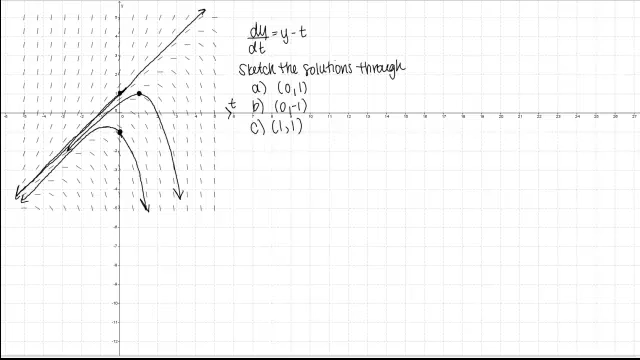 dy/dt = y - t
Sketch the solutions through
a) (0,1)
b) (0,-1)
c) (1,1)
t